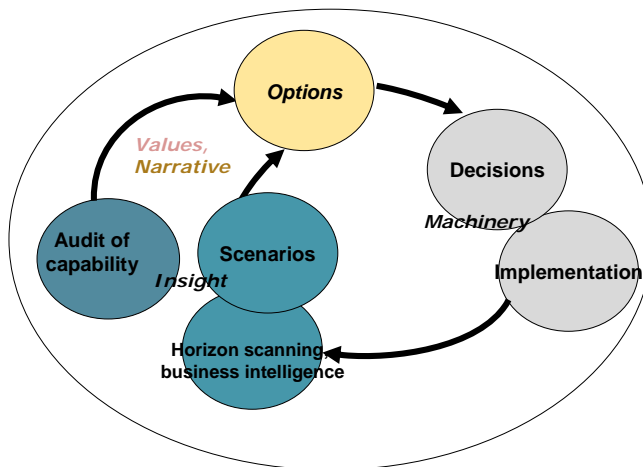 Options
Values,
Narrative
Decisions
Machinery
Audit of
capability
Scenarios
Insight
Implementation
Horizon scanning,
business intelligence